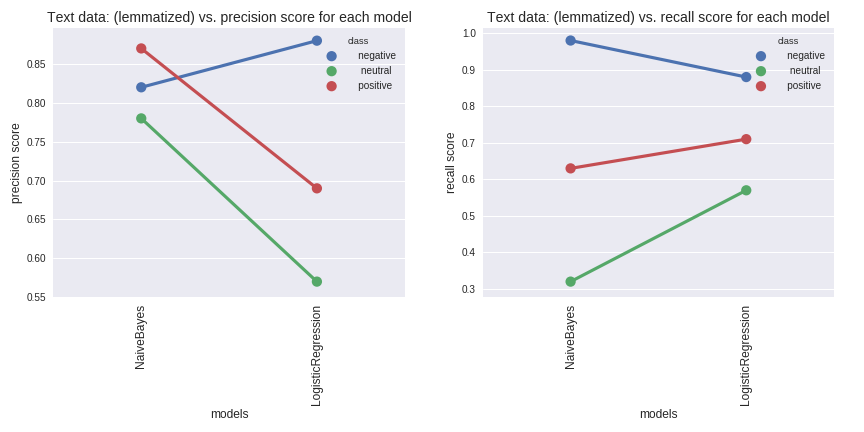 Text data: (lemmatized) vs. precision score for each model
precision score
0.85
0.80
0.75
0.70
0.65
0.60
0.55
class
negative
neutral
positive
NaiveBayes
LogisticRegression
models
Text data: (lemmatized) vs. recall score for each model
recall score
1.0
0.9
0.8
0.7
0.6
0.5
0.4
0.3
class
negative
neutral
positive
NaiveBayes
LogisticRegression
models